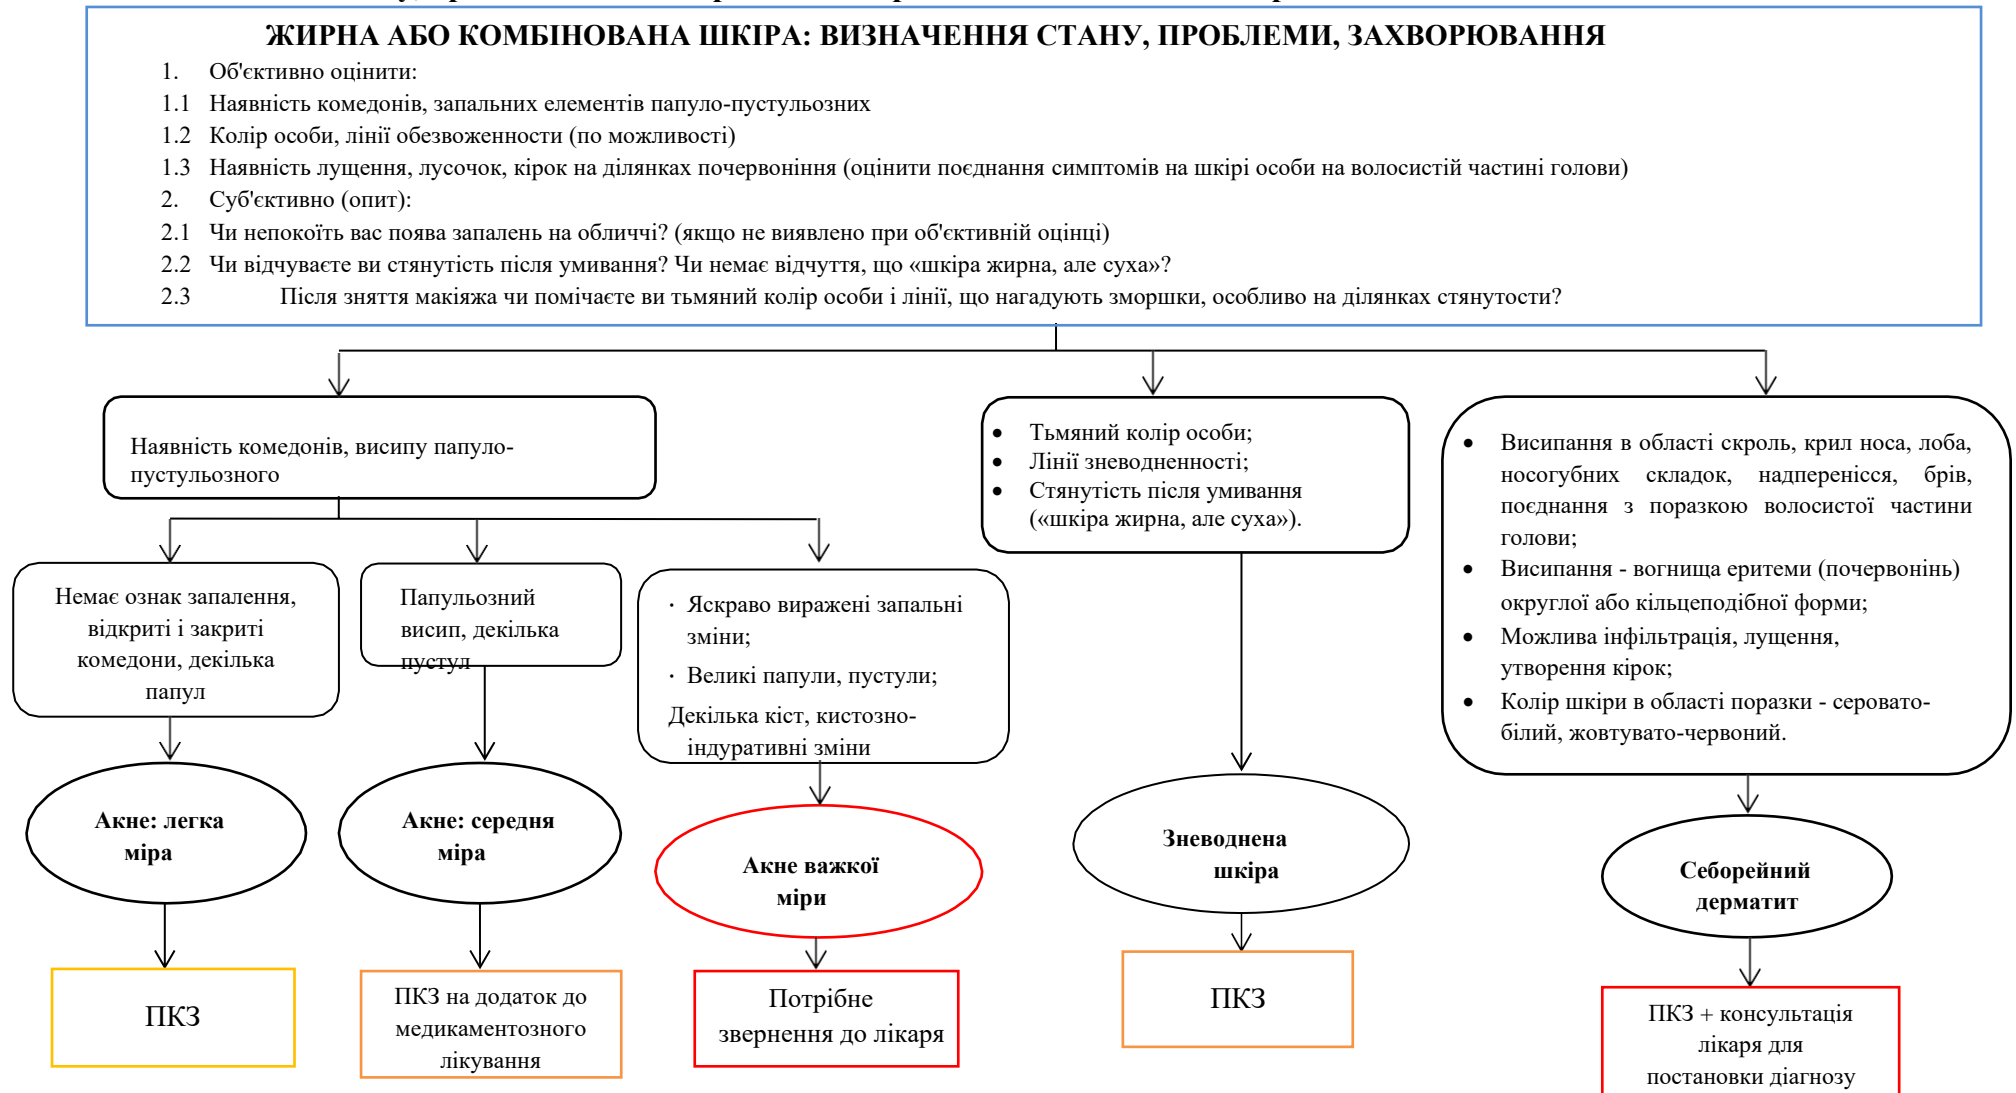 ЖИРНА АБО КОМБІНОВАНА ШКІРА: ВИЗНАЧЕННЯ СТАНУ, ПРОБЛЕМИ, ЗАХВОРЮВАННЯ
1. Об'єктивно оцінити:
1.1 Наявність комедонів, запальних елементів папуло-пустульозних
1.2 Колір особи, лінії обезвоженности (по можливості)
1.3 Наявність лущення, лусочок, кірок на ділянках почервоніння (оцінити поєднання симптомів на шкірі особи на волосистій частині голови)
2. Суб'єктивно (опит):
2.1 Чи непокоїть вас поява запалень на обличчі? (якщо не виявлено при об'єктивній оцінці)
2.2 Чи відчуваєте ви стянутість після умивання? Чи немає відчуття, що «шкіра жирна, але суха»?
2.3 Після зняття макіяжа чи помічаєте ви тьмяний колір особи і лінії, що нагадують зморшки, особливо на ділянках стянутости?
Наявність комедонів, висипу папуло-
пустульозного
Немає ознак запалення,
відкриті і закриті
комедони, декілька
папул
Папульозний
висип, декілька
пустул
· Яскраво виражені запальні
зміни;
· Великі папули, пустули;
Декілька кіст, кистозно-
індуративні зміни
• Тьмяний колір особи;
• Лінії зневодненності;
• Стянутість після умивання
(«шкіра жирна, але суха»).
• Висипання в області скроль, крил носа, лоба,
носогубних складок, надперенісся, брів,
поєднання з поразкою волосистої частини
голови;
• Висипання - вогнища еритеми (почервонінь)
округлої або кільцеподібної форми;
• Можлива інфільтрація, лущення,
утворення кірок;
• Колір шкіри в області поразки - серовато-
білий, жовтувато-червоний.
Акне: легка
міра
Акне: середня
міра
Акне важкої
міри
Зневоднена
шкіра
Себорейний
дерматит
ПКЗ
ПКЗ на додаток до
медикаментозного
лікування
Потрібне
звернення до лікаря
ПКЗ
ПКЗ + консультація
лікаря для
постановки діагнозу